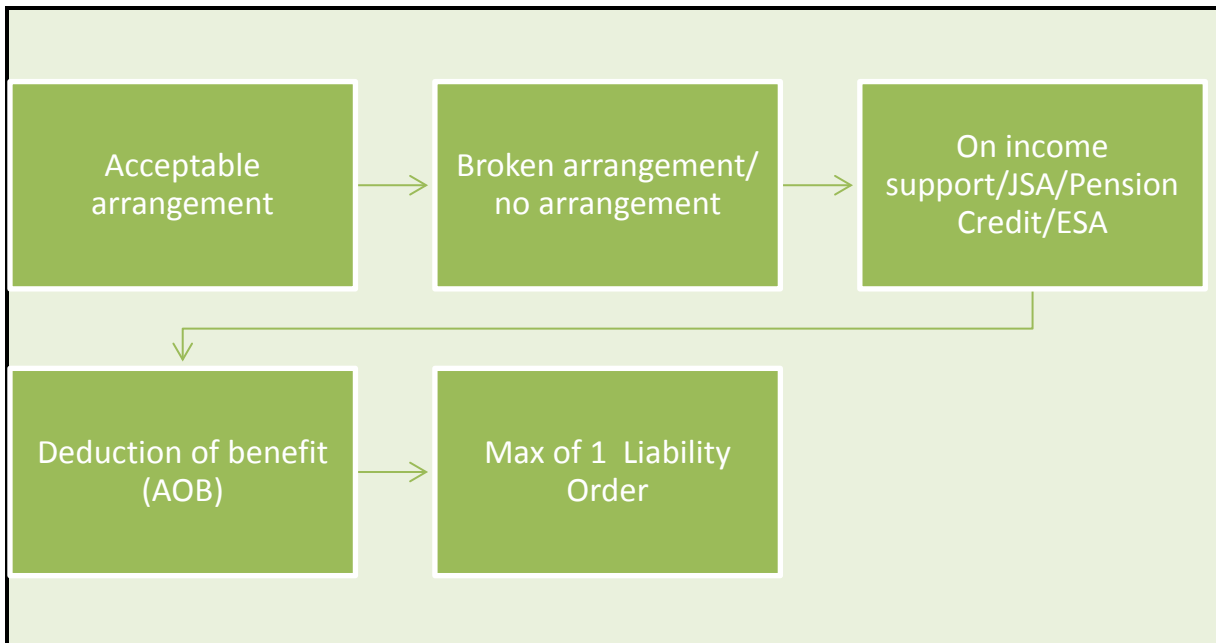 Acceptable
arrangement
Broken arrangement/
no arrangement
On income
support/JSA/Pension
Credit/ESA
Deduction of benefit
(AOB)
Max of 1  Liability
Order